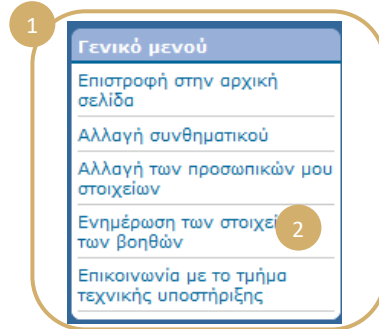 1
Γενικό μενού
Επιστροφή στην αρχική
σελίδα
Αλλαγή συνθηματικού
Αλλαγή των προσωπικών μου
στοιχείων
Ενημέρωση των
2
των βοηθών
Επικοινωνία με το τμήμα
τεχνικής υποστήριξης